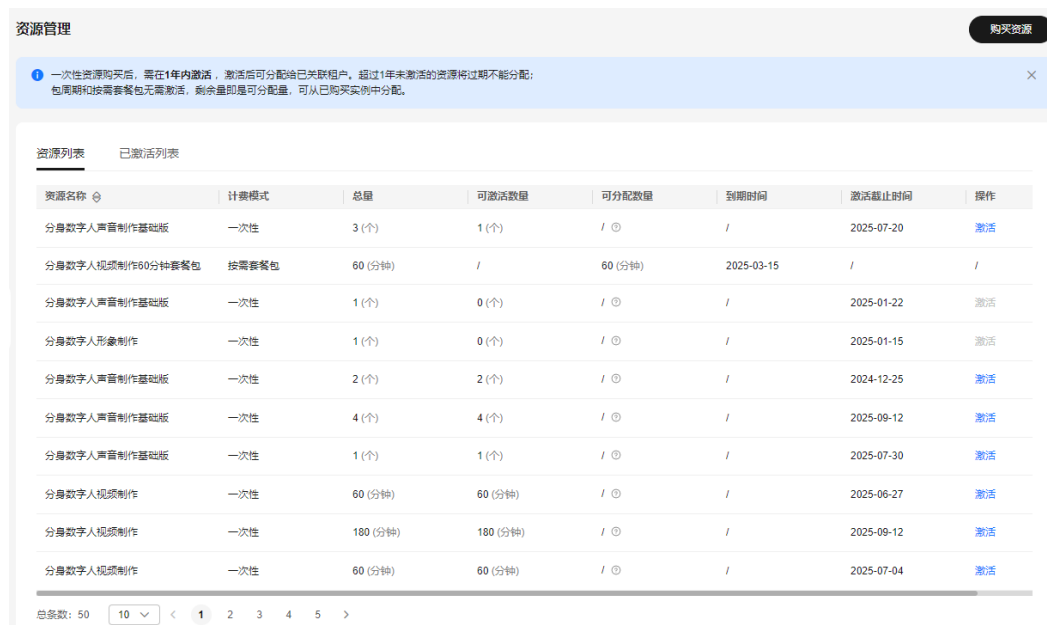 资源管理
购买资源
一次性资源购买后，需在1年内激活，激活后可分配给已关联租户。超过1年未激活的资源将过期不能分配；
包周期和按需套餐包无需激活，剩余量即是可分配量，可从已购买实例中分配。
资源列表 已激活列表
资源名称 计费模式 总量 可激活数量 可分配数量 到期时间 激活截止时间 操作
分身数字人声音制作基础版 一次性 3 (个) 1 (个) / / 2025-07-20 激活
分身数字人视频制作60分钟套餐包 按需套餐包 60 (分钟) / 60 (分钟) 2025-03-15 / /
分身数字人声音制作基础版 一次性 1 (个) 0 (个) / / 2025-01-22 激活
分身数字人形象制作 一次性 1 (个) 0 (个) / / 2025-01-15 激活
分身数字人声音制作基础版 一次性 2 (个) 2 (个) / / 2024-12-25 激活
分身数字人声音制作基础版 一次性 4 (个) 4 (个) / / 2025-09-12 激活
分身数字人声音制作基础版 一次性 1 (个) 1 (个) / / 2025-07-30 激活
分身数字人视频制作 一次性 60 (分钟) 60 (分钟) / / 2025-06-27 激活
分身数字人视频制作 一次性 180 (分钟) 180 (分钟) / / 2025-09-12 激活
分身数字人视频制作 一次性 60 (分钟) 60 (分钟) / / 2025-07-04 激活
总条数：50 10 < 1 2 3 4 5 >